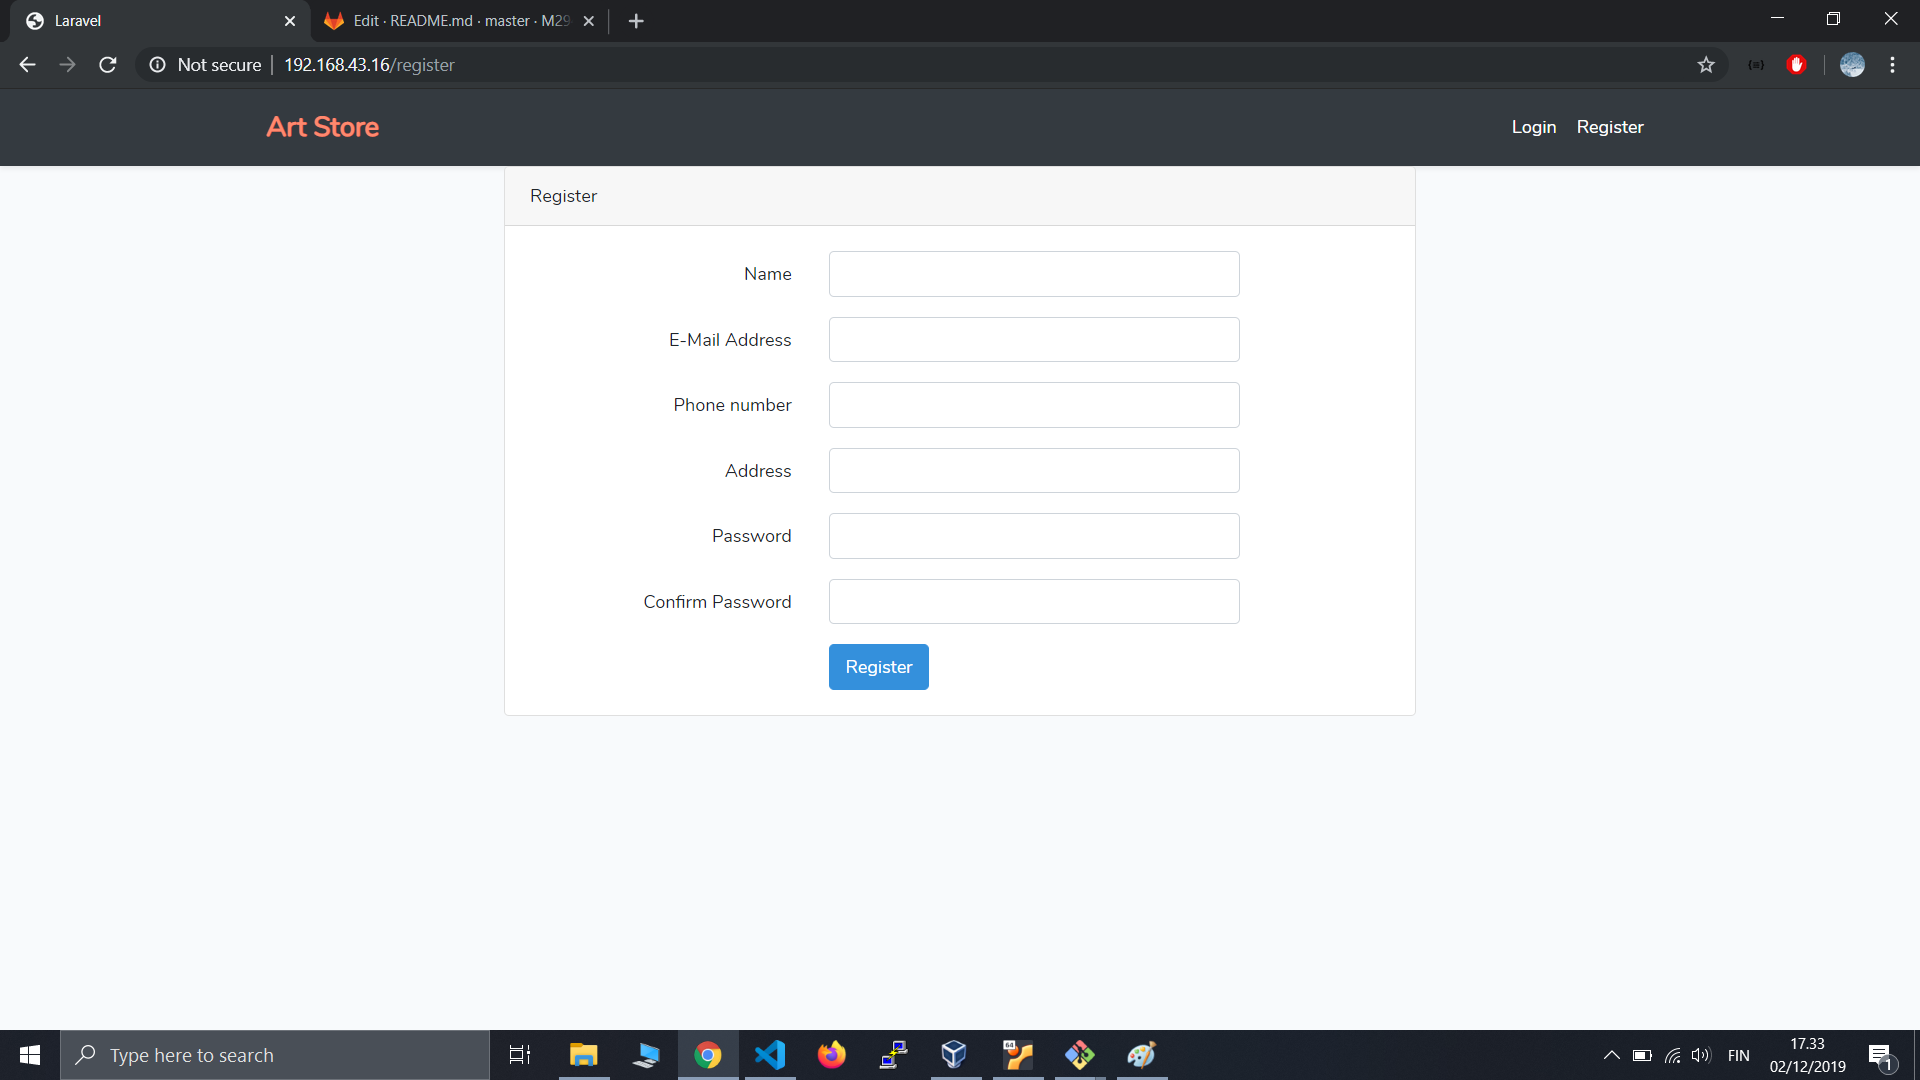 Laravel
Edit · README.md · master · M29
Not secure
192.168.43.16/register
Art Store
Login
Register
Register
Name
E-Mail Address
Phone number
Address
Password
Confirm Password
Register
Type here to search
64
FIN
17.33
02/12/2019
1